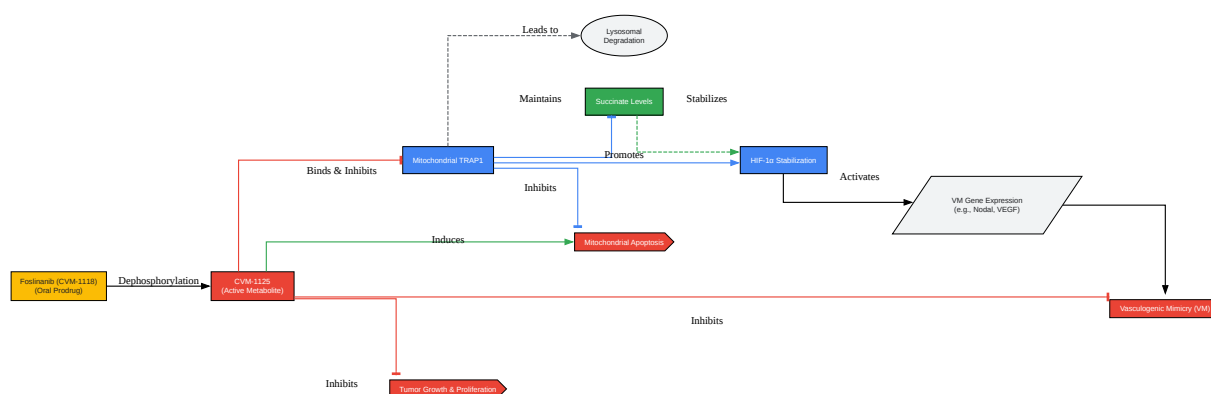 Leads to
Lysosomal
Degradation
Maintains
Succinate Levels
Stabilizes
Promotes
Mitochondrial TRAP1
HIF-1α Stabilization
Binds & Inhibits
Inhibits
Activates
VM Gene Expression
(e.g., Nodal, VEGF)
Induces
Mitochondrial Apoptosis
Foslinanib (CVM-1118)
(Oral Prodrug)
Dephosphorylation
CVM-1125
(Active Metabolite)
Vasculogenic Mimicry (VM)
Inhibits
Inhibits
Tumor Growth & Proliferation